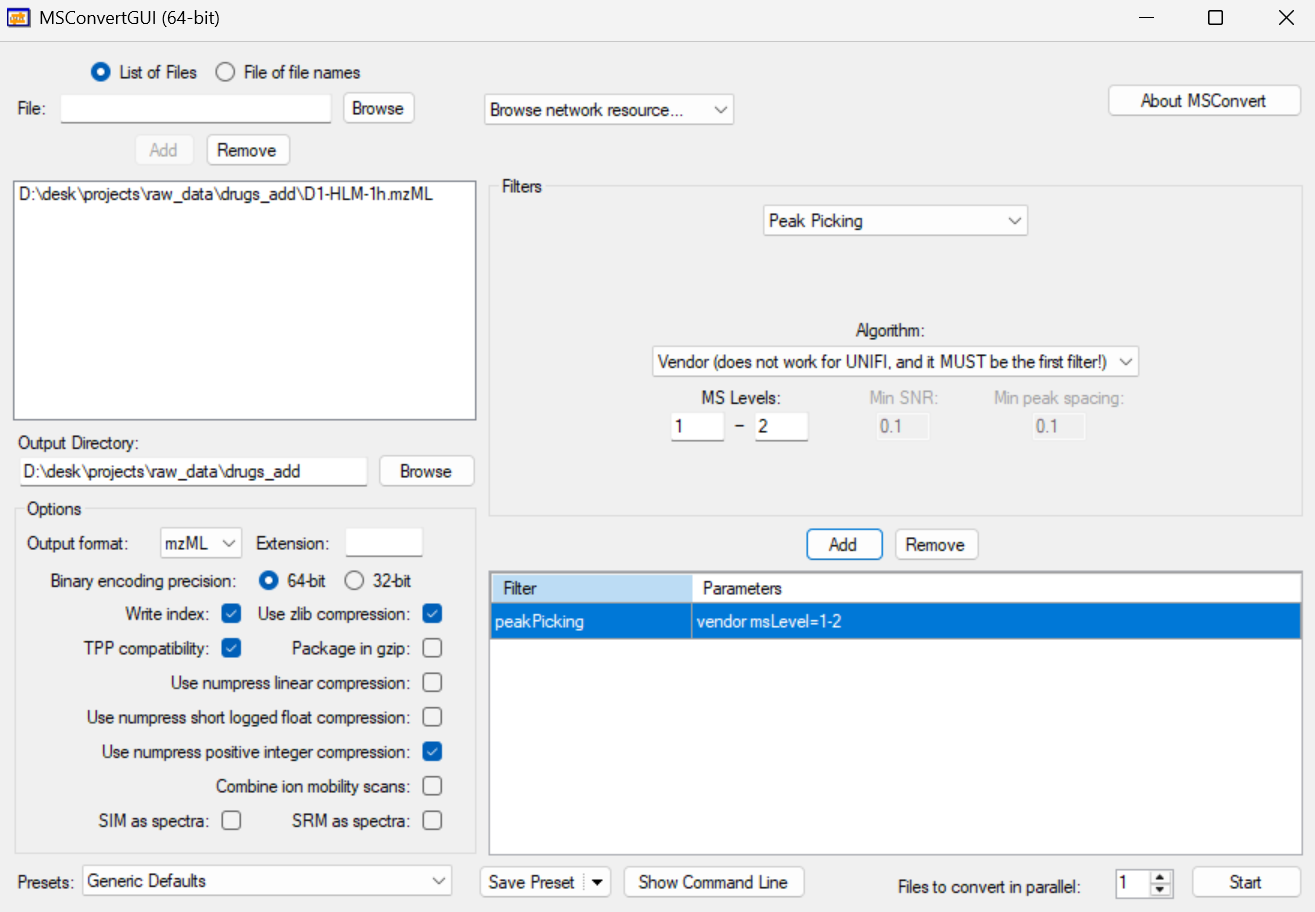 MSConvertGUI (64-bit)
List of Files File of file names
File: Browse Browse network resource... About MSConvert
Add Remove
D:\desk\projects\raw_data\drugs_add\D1-HLM-1h.mzML
Filters
Peak Picking
Algorithm:
Vendor (does not work for UNIFI, and it MUST be the first filter!)
MS Levels: Min SNR: Min peak spacing:
1 - 2 0.1 0.1
Output Directory:
D:\desk\projects\raw_data\drugs_add Browse
Options
Output format: mzML Extension:
Binary encoding precision: 64-bit 32-bit
Write index: Use zlib compression:
TPP compatibility: Package in gzip:
Use numpress linear compression:
Use numpress short logged float compression:
Use numpress positive integer compression:
Combine ion mobility scans:
SIM as spectra: SRM as spectra:
Add Remove
Filter Parameters
peakPicking vendor msLevel=1-2
Presets: Generic Defaults Save Preset Show Command Line Files to convert in parallel: 1 Start